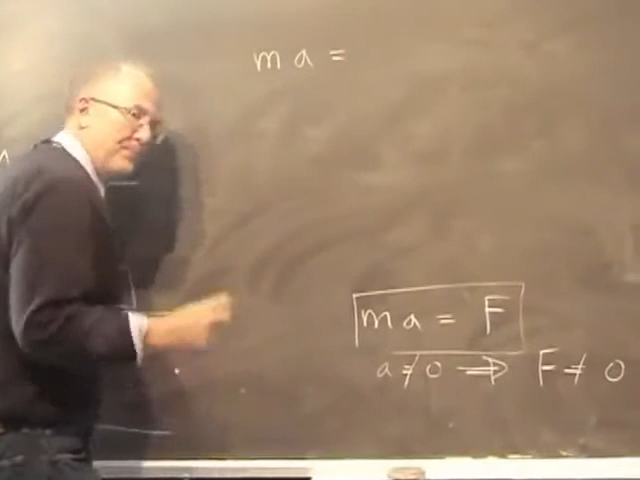 m a =
ma = F
a ≠ 0 ⇒ F ≠ 0